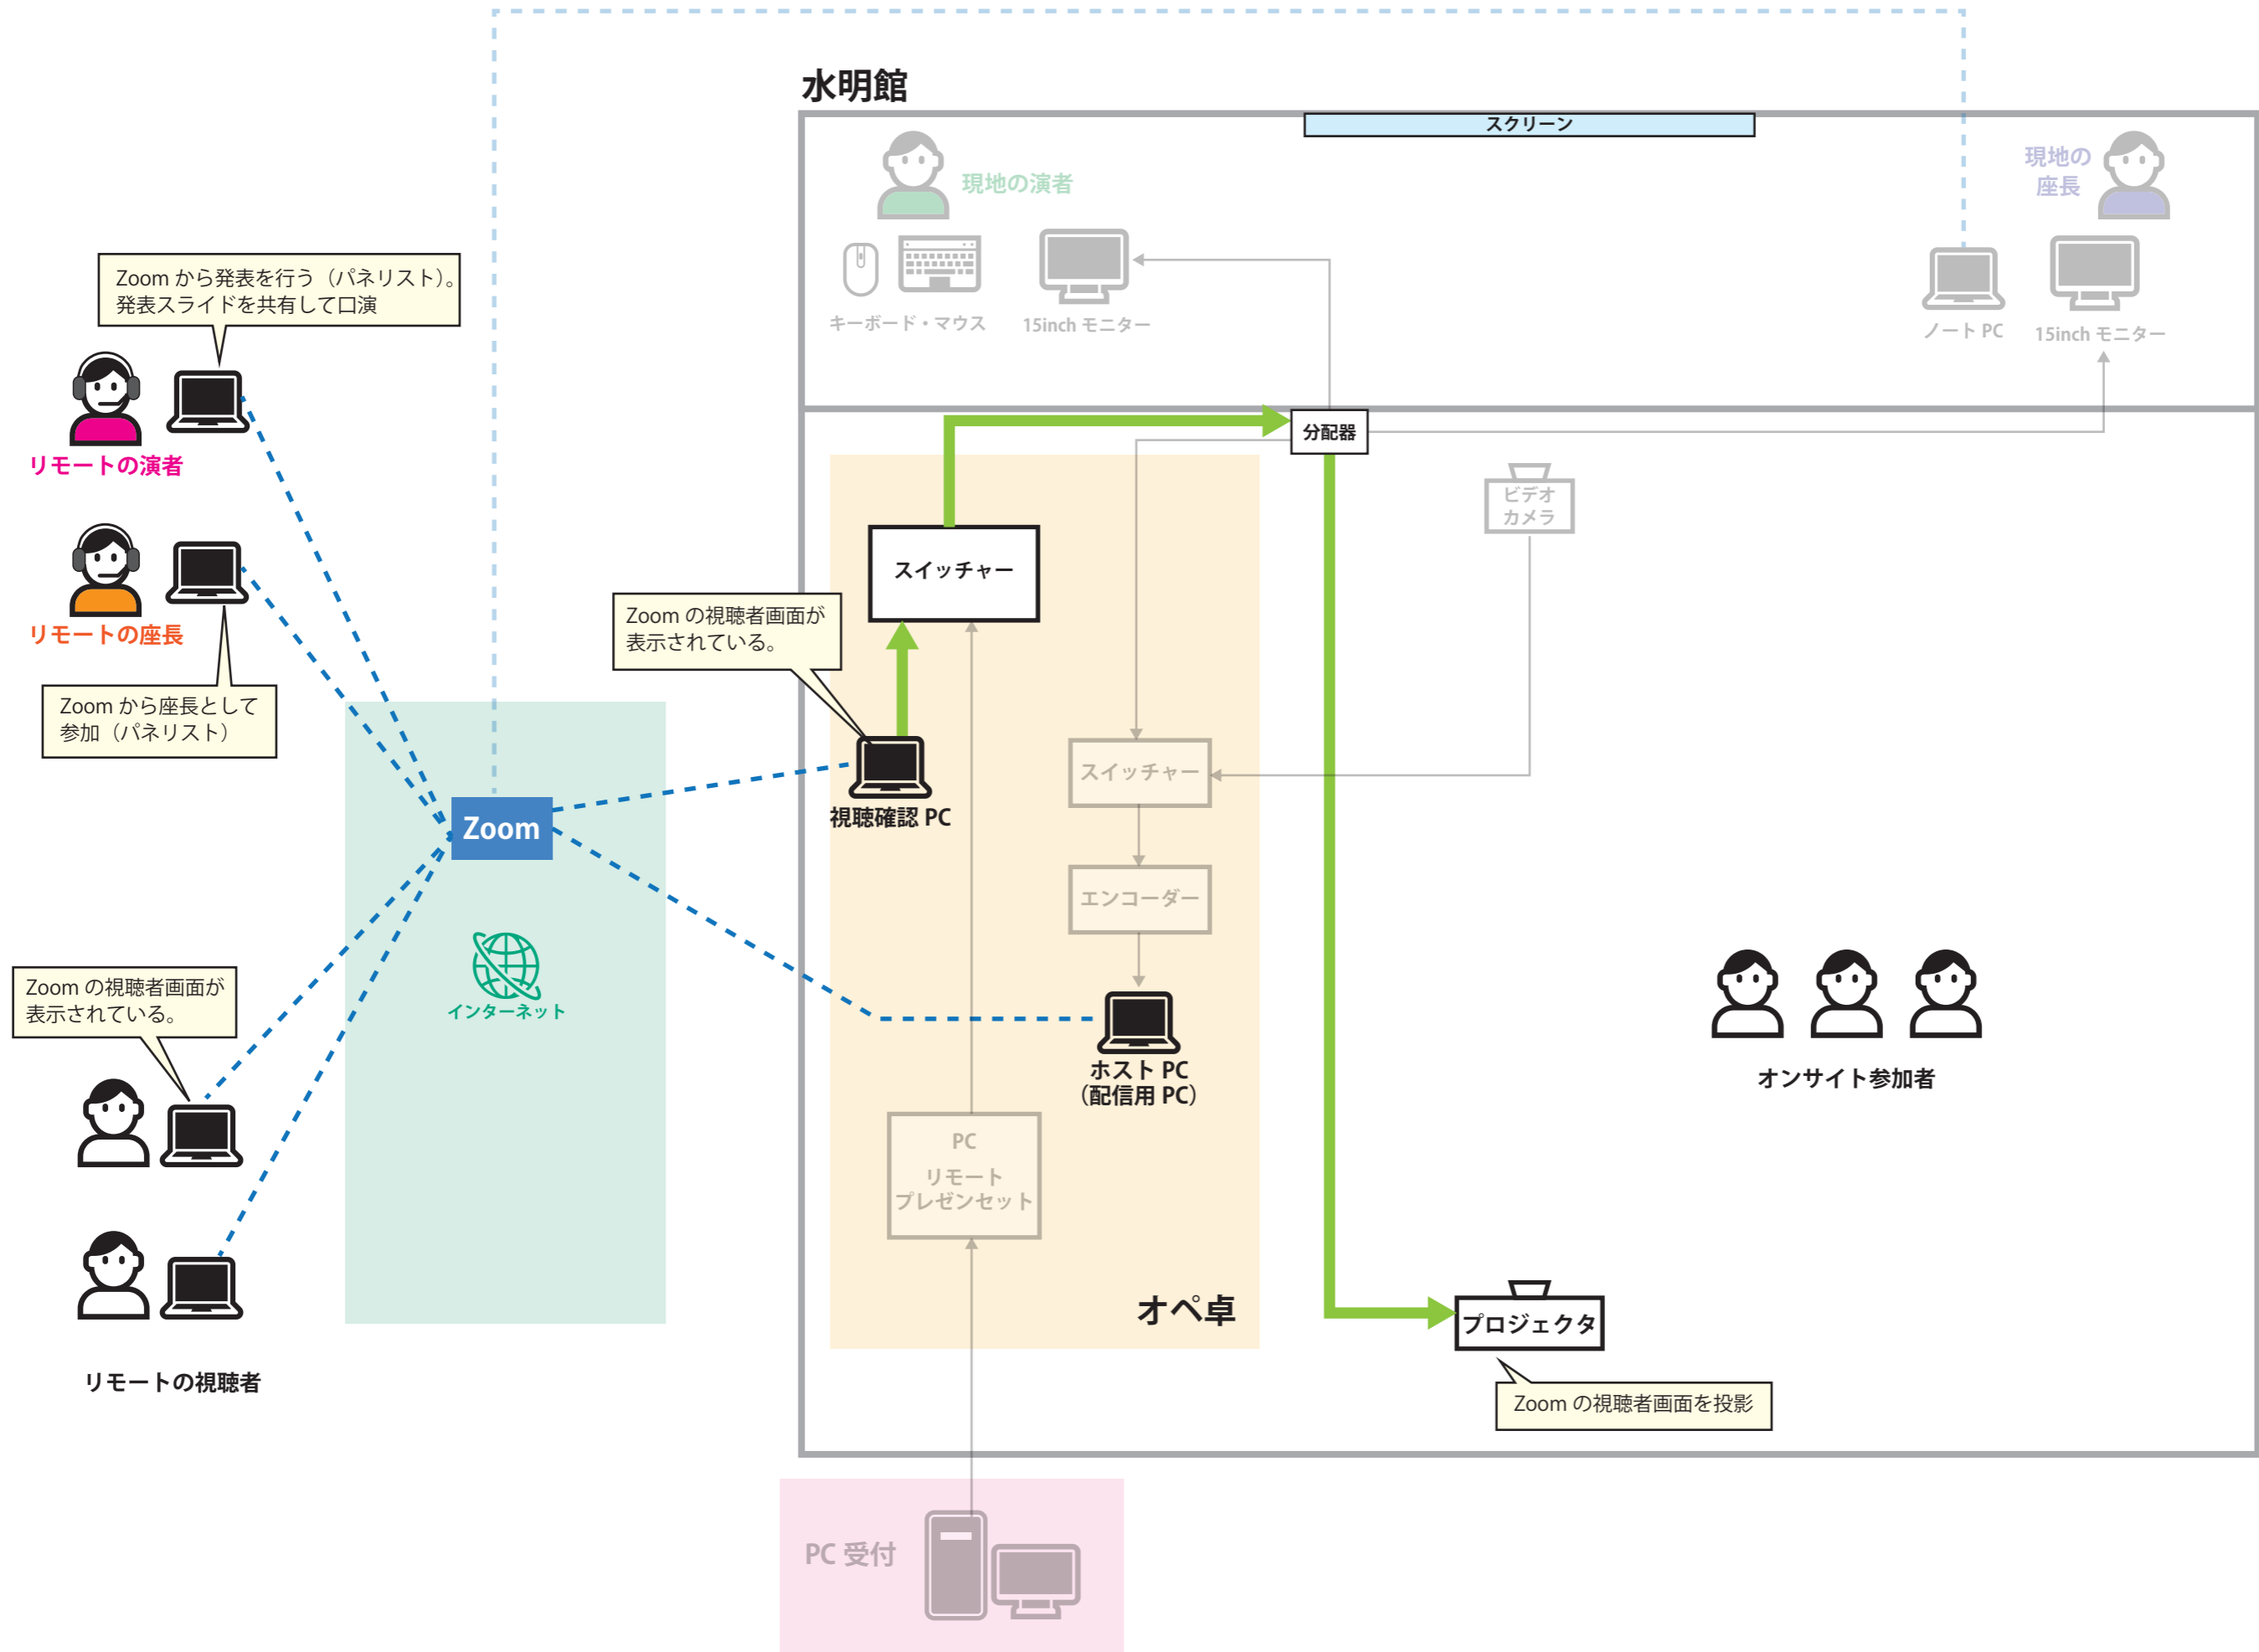 水明館
スクリーン
現地の演者
現地の
座長
キーボード・マウス
15inch モニター
ノート PC
15inch モニター
Zoom から発表を行う（パネリスト）。
発表スライドを共有して口演
リモートの演者
分配器
ビデオ
カメラ
スイッチャー
リモートの座長
Zoom の視聴者画面が
表示されている。
Zoom から座長として
参加（パネリスト）
スイッチャー
視聴確認 PC
Zoom
エンコーダー
インターネット
Zoom の視聴者画面が
表示されている。
ホスト PC
（配信用 PC）
オンサイト参加者
PC
リモート
プレゼンセット
オペ卓
プロジェクタ
リモートの視聴者
Zoom の視聴者画面を投影
PC 受付